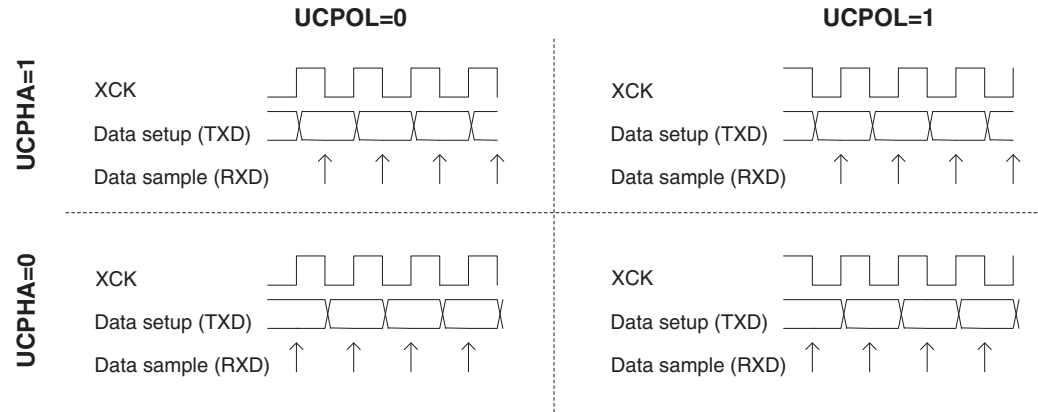 UCPOL=0
UCPOL=1
UCPHA=1
XCK
Data setup (TXD)
Data sample (RXD)
XCK
Data setup (TXD)
Data sample (RXD)
UCPHA=0
XCK
Data setup (TXD)
Data sample (RXD)
XCK
Data setup (TXD)
Data sample (RXD)